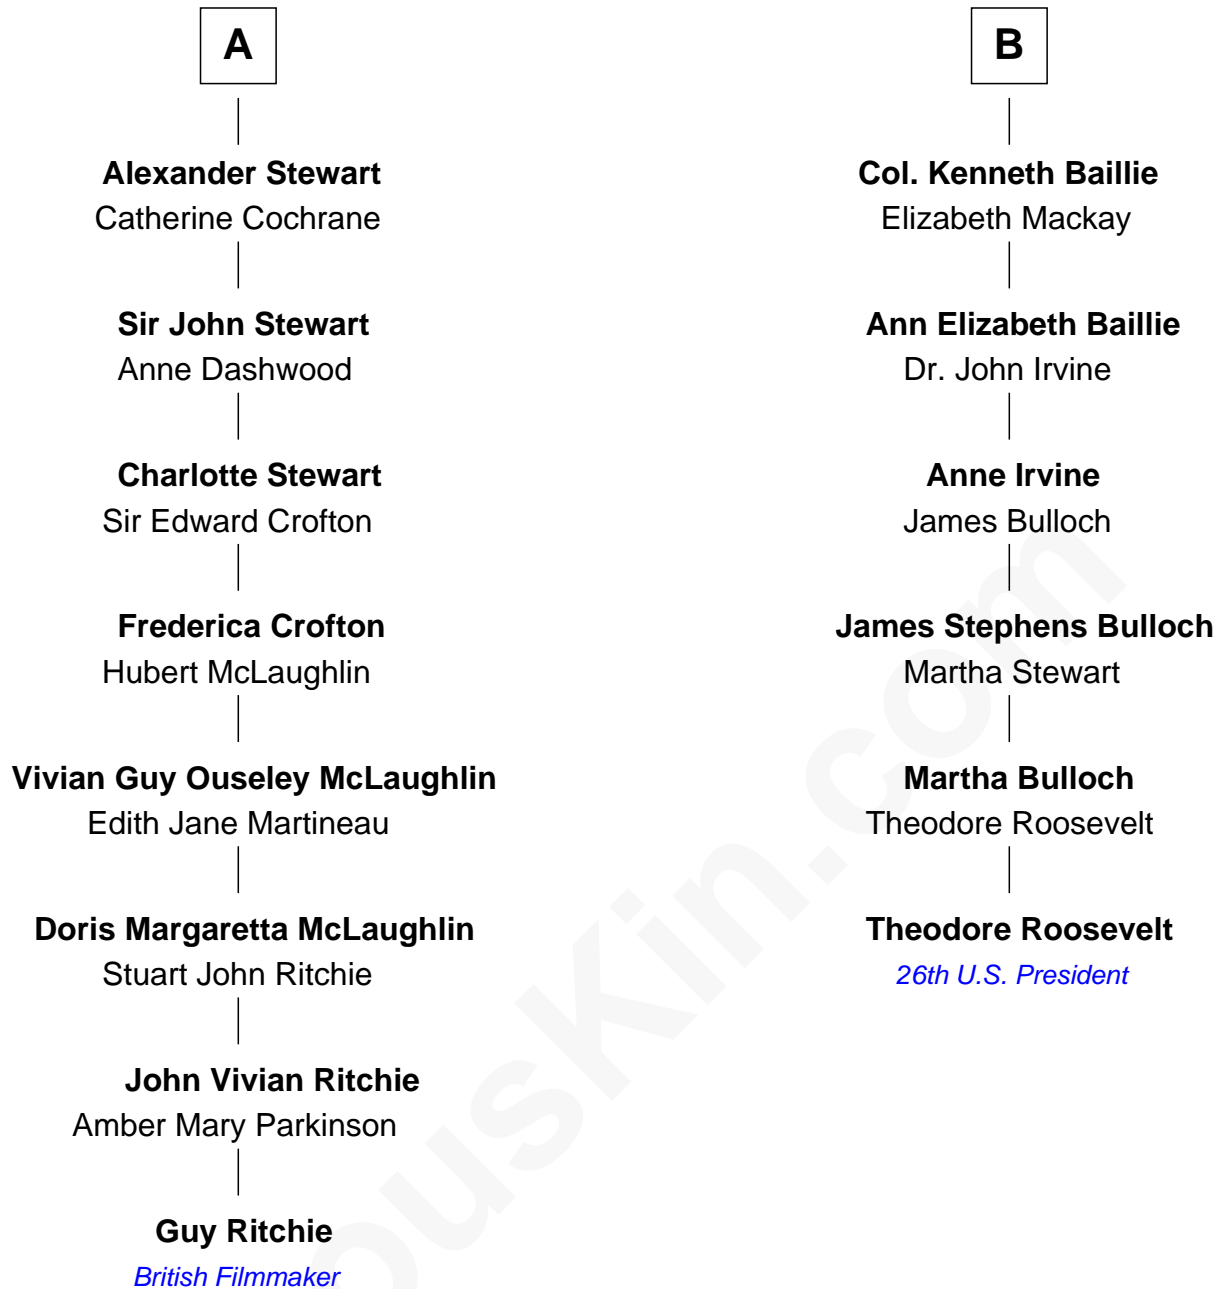 A
Alexander Stewart
Catherine Cochrane
Sir John Stewart
Anne Dashwood
Charlotte Stewart
Sir Edward Crofton
Frederica Crofton
Hubert McLaughlin
Vivian Guy Ouseley McLaughlin
Edith Jane Martineau
Doris Margaretta McLaughlin
Stuart John Ritchie
John Vivian Ritchie
Amber Mary Parkinson
Guy Ritchie
British Filmmaker
B
Col. Kenneth Baillie
Elizabeth Mackay
Ann Elizabeth Baillie
Dr. John Irvine
Anne Irvine
James Bulloch
James Stephens Bulloch
Martha Stewart
Martha Bulloch
Theodore Roosevelt
Theodore Roosevelt
26th U.S. President
ousKin.com